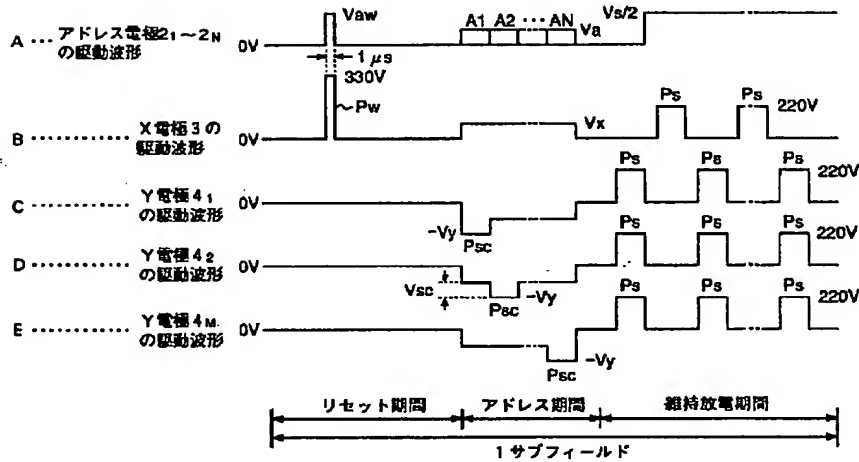 Vaw
A1 A2 ··· AN Va
Vs/2
A ··· アドレス電極2₁~2N
の駆動波形
0V
1μs
330V
Pw
Ps Ps 220V
B ·········· X電極3の
駆動波形
0V
Vx
Ps Ps Ps 220V
C ·········· Y電極4₁
の駆動波形
0V
-Vy
Psc
Ps Ps Ps 220V
D ·········· Y電極4₂
の駆動波形
0V
Vsc
Psc
-Vy
Ps Ps Ps 220V
E ·········· Y電極4M
の駆動波形
0V
-Vy
Psc
リセット期間 アドレス期間 維持放電期間
1サブフィールド